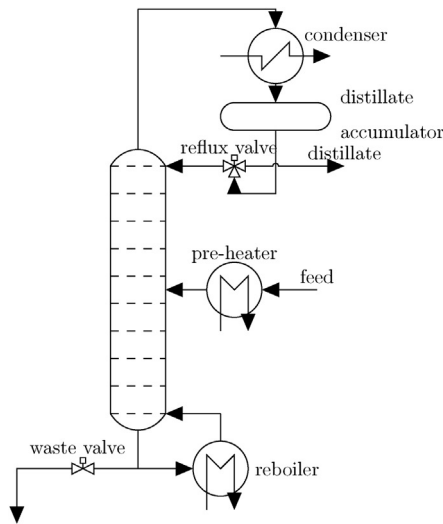 condenser
distillate
accumulator
reflux valve
distillate
pre-heater
feed
waste valve
reboiler